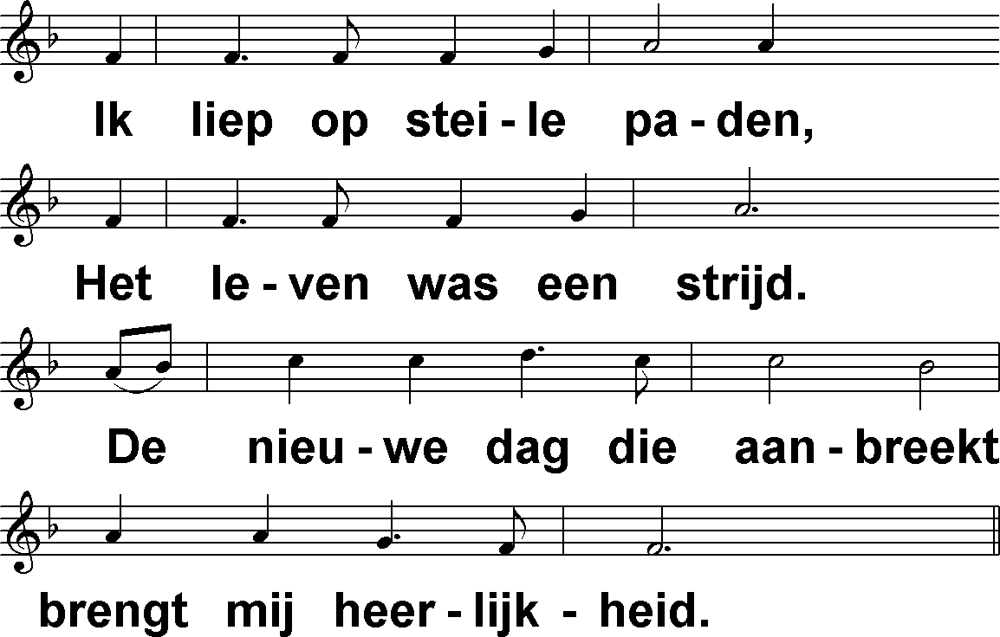 Ik liep op stei - le pa - den,
Het le - ven was een strijd.
De nieu - we dag die aan - breekt
brengt mij heer - lijk - heid.